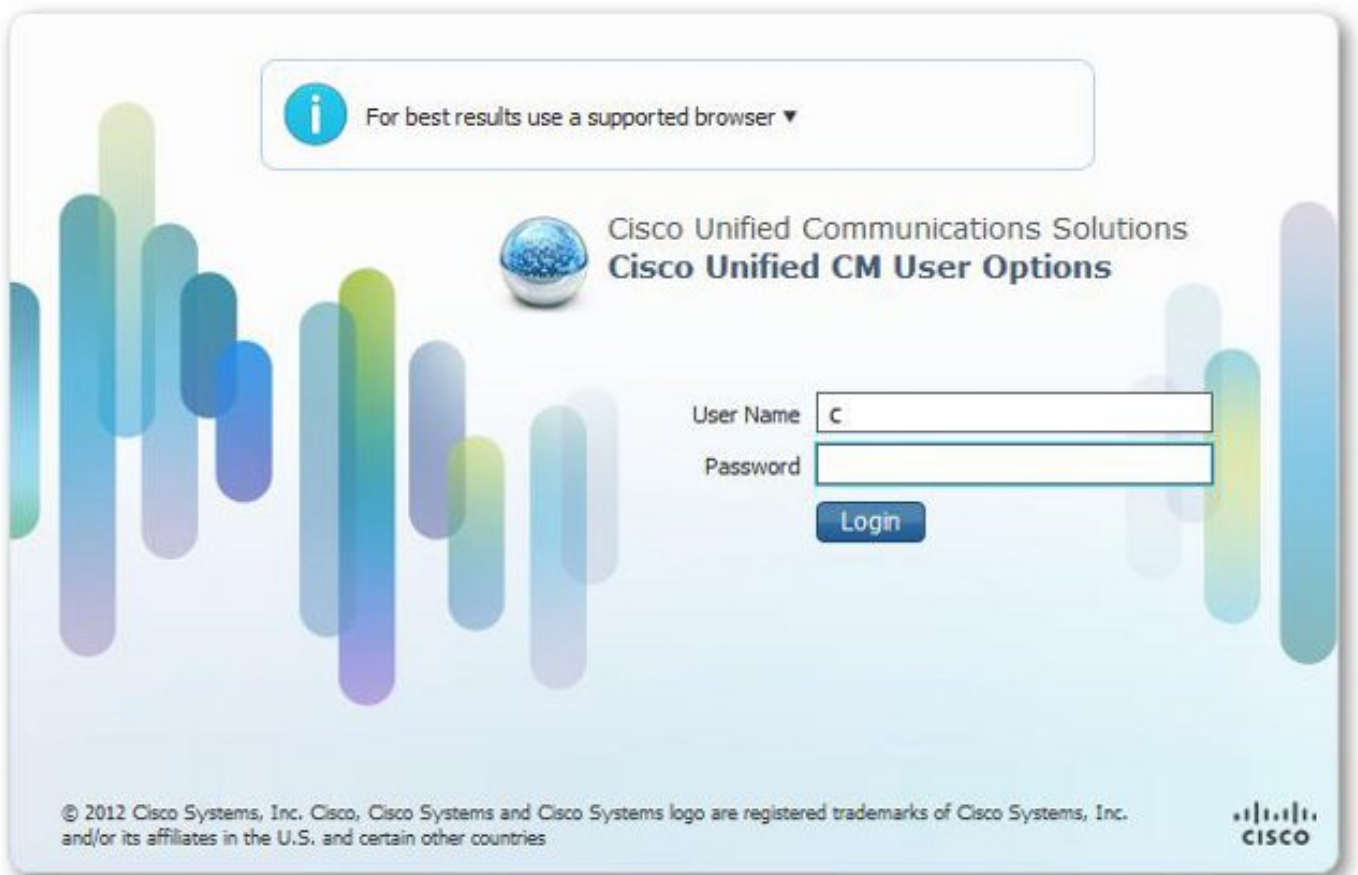 For best results use a supported browser ▼
Cisco Unified Communications Solutions
Cisco Unified CM User Options
User Name c
Password
Login
© 2012 Cisco Systems, Inc. Cisco, Cisco Systems and Cisco Systems logo are registered trademarks of Cisco Systems, Inc.
and/or its affiliates in the U.S. and certain other countries
CISCO